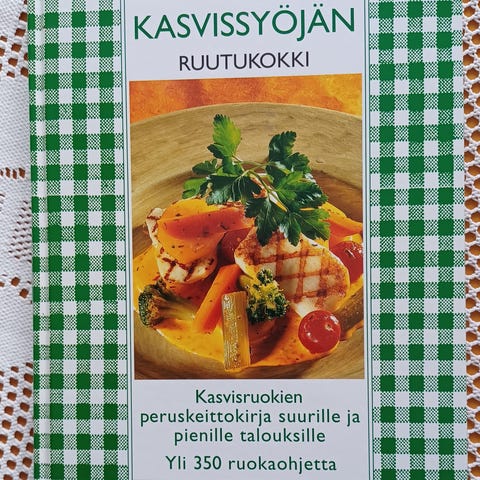 KASVISSYÖJÄN
RUUTUKOKKI
Kasvisruokien
peruskeittokirja suurille ja
pienille talouksille
Yli 350 ruokaohjetta